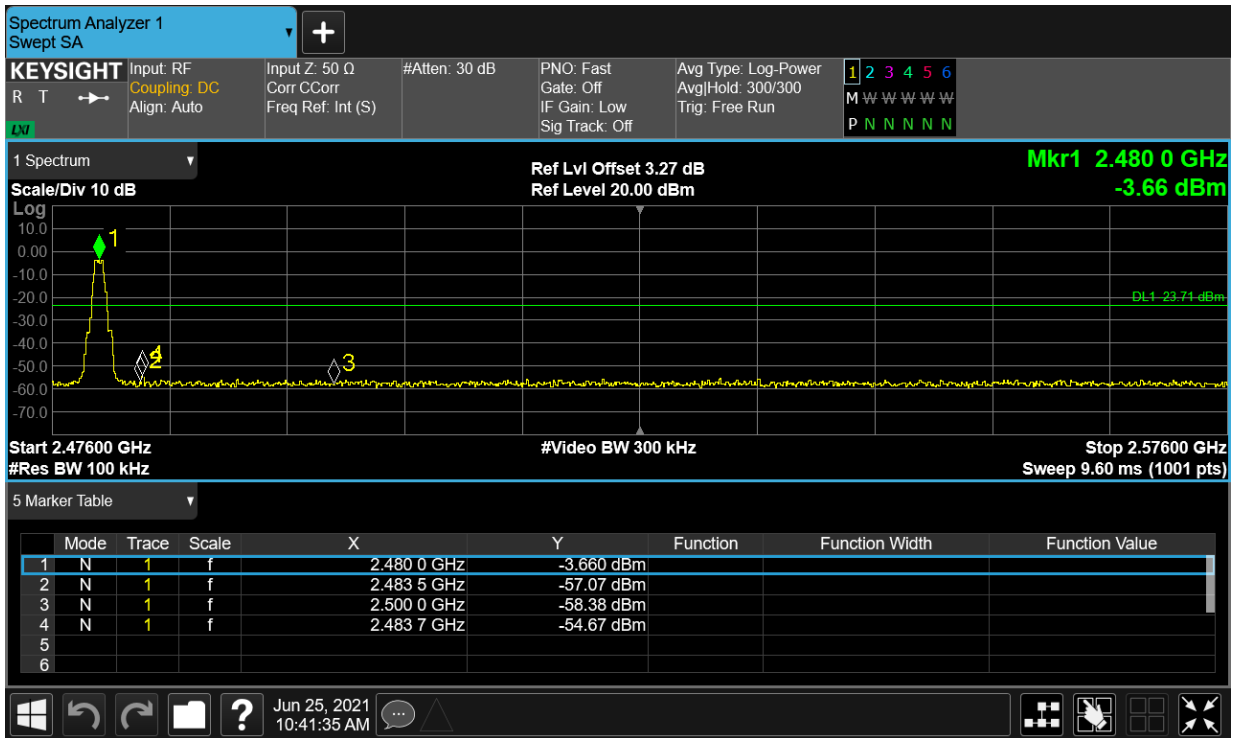 Spectrum Analyzer 1
Swept SA
KEYSIGHT
R T
LXI
Input: RF
Coupling: DC
Align: Auto
Input Z: 50 Ω
Corr CCorr
Freq Ref: Int (S)
#Atten: 30 dB
PNO: Fast
Gate: Off
IF Gain: Low
Sig Track: Off
Avg Type: Log-Power
Avg|Hold: 300/300
Trig: Free Run
1 2 3 4 5 6
M W W W W W
P N N N N N
1 Spectrum
Scale/Div 10 dB
Ref Lvl Offset 3.27 dB
Ref Level 20.00 dBm
Mkr1 2.480 0 GHz
-3.66 dBm
Log
10.0
0.00
-10.0
-20.0
-30.0
-40.0
-50.0
-60.0
-70.0
1
4
2
3
DL1 -23.71 dBm
Start 2.47600 GHz
#Video BW 300 kHz
Stop 2.57600 GHz
#Res BW 100 kHz
Sweep 9.60 ms (1001 pts)
5 Marker Table
Mode Trace Scale X Y Function Function Width Function Value
1 N 1 f 2.480 0 GHz -3.660 dBm
2 N 1 f 2.483 5 GHz -57.07 dBm
3 N 1 f 2.500 0 GHz -58.38 dBm
4 N 1 f 2.483 7 GHz -54.67 dBm
5
6
?
Jun 25, 2021
10:41:35 AM